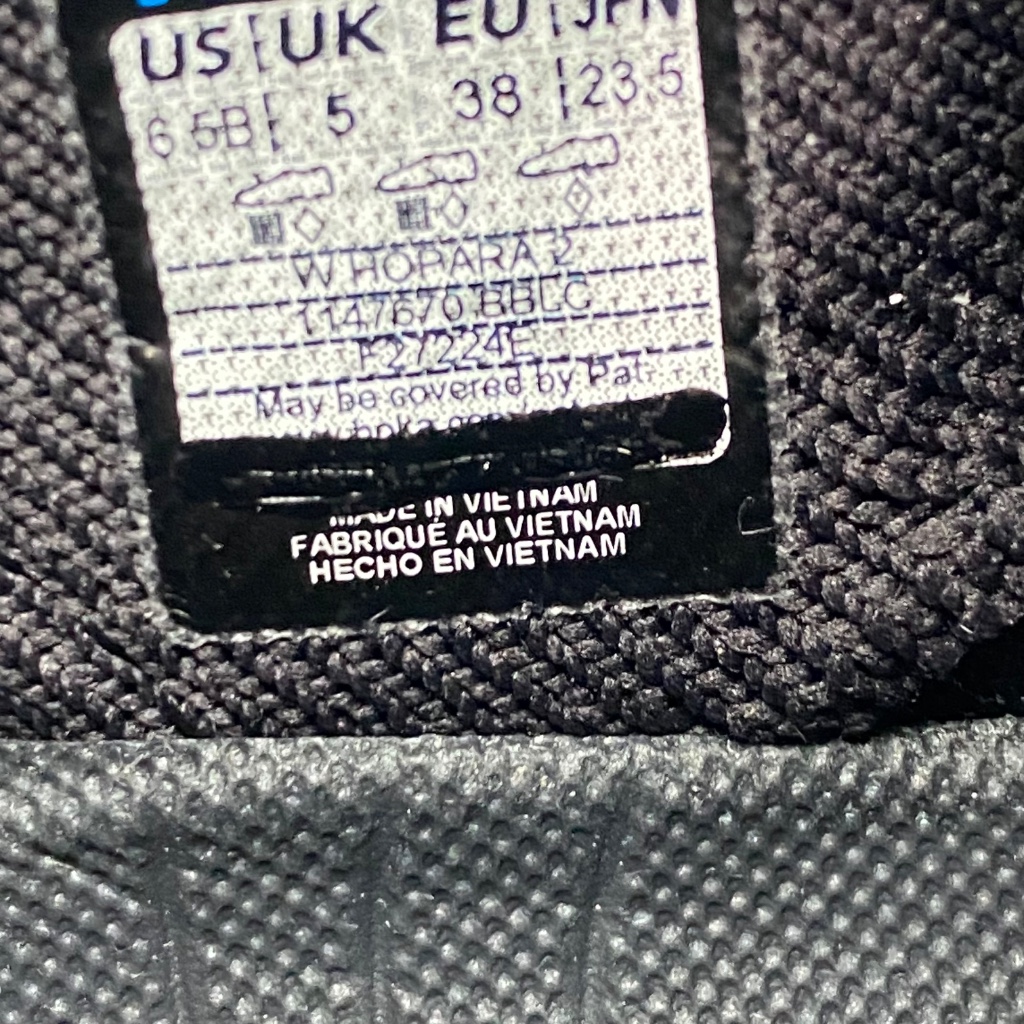 US UK EU JPN
6.5B 5 38 23.5
W HOPARA 2
1147670 BBLC
F27224E
May be covered by Pat.
MADE IN VIETNAM
FABRIQUÉ AU VIETNAM
HECHO EN VIETNAM